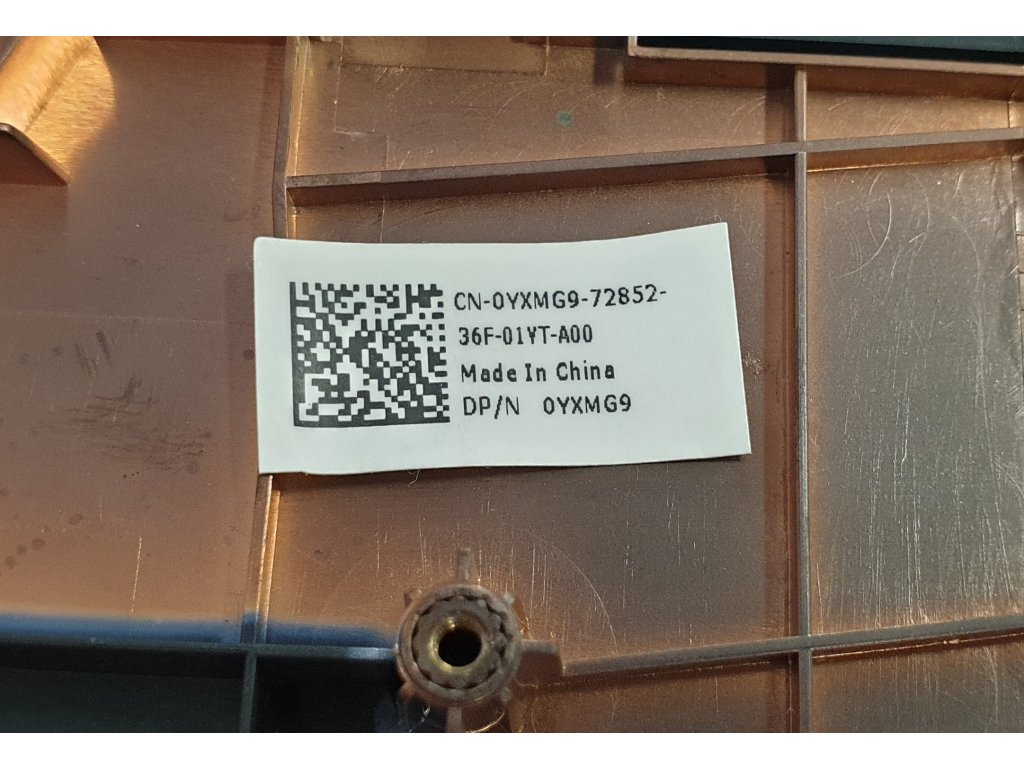 CN-0YXMG9-72852-
36F-01YT-A00
Made In China
DP/N 0YXMG9